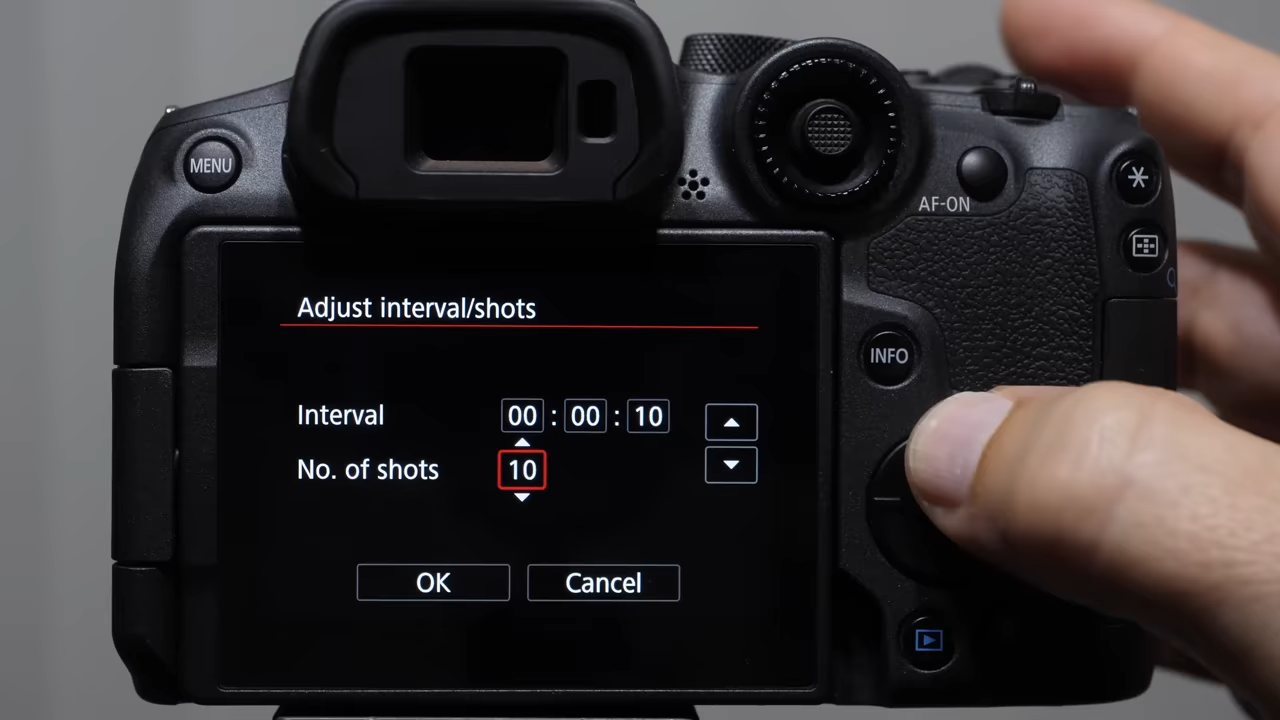 MENU
AF-ON
INFO
Adjust interval/shots
Interval 00 : 00 : 10
No. of shots 10
OK Cancel